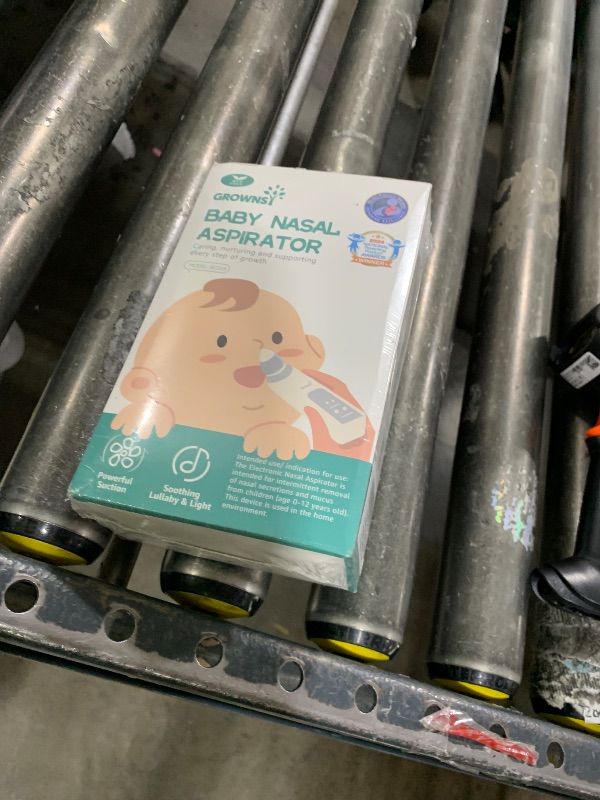 GROWNSY
BABY NASAL
ASPIRATOR
Caring, nurturing and supporting
every step of growth.
2024
WINNER
Powerful
Suction
Soothing
Lullaby & Light
Intended use/ indication for use:
The Electronic Nasal Aspirator is
intended for intermittent removal
of nasal secretions and mucus
from children (age 0-12 years old).
This device is used in the home
environment.